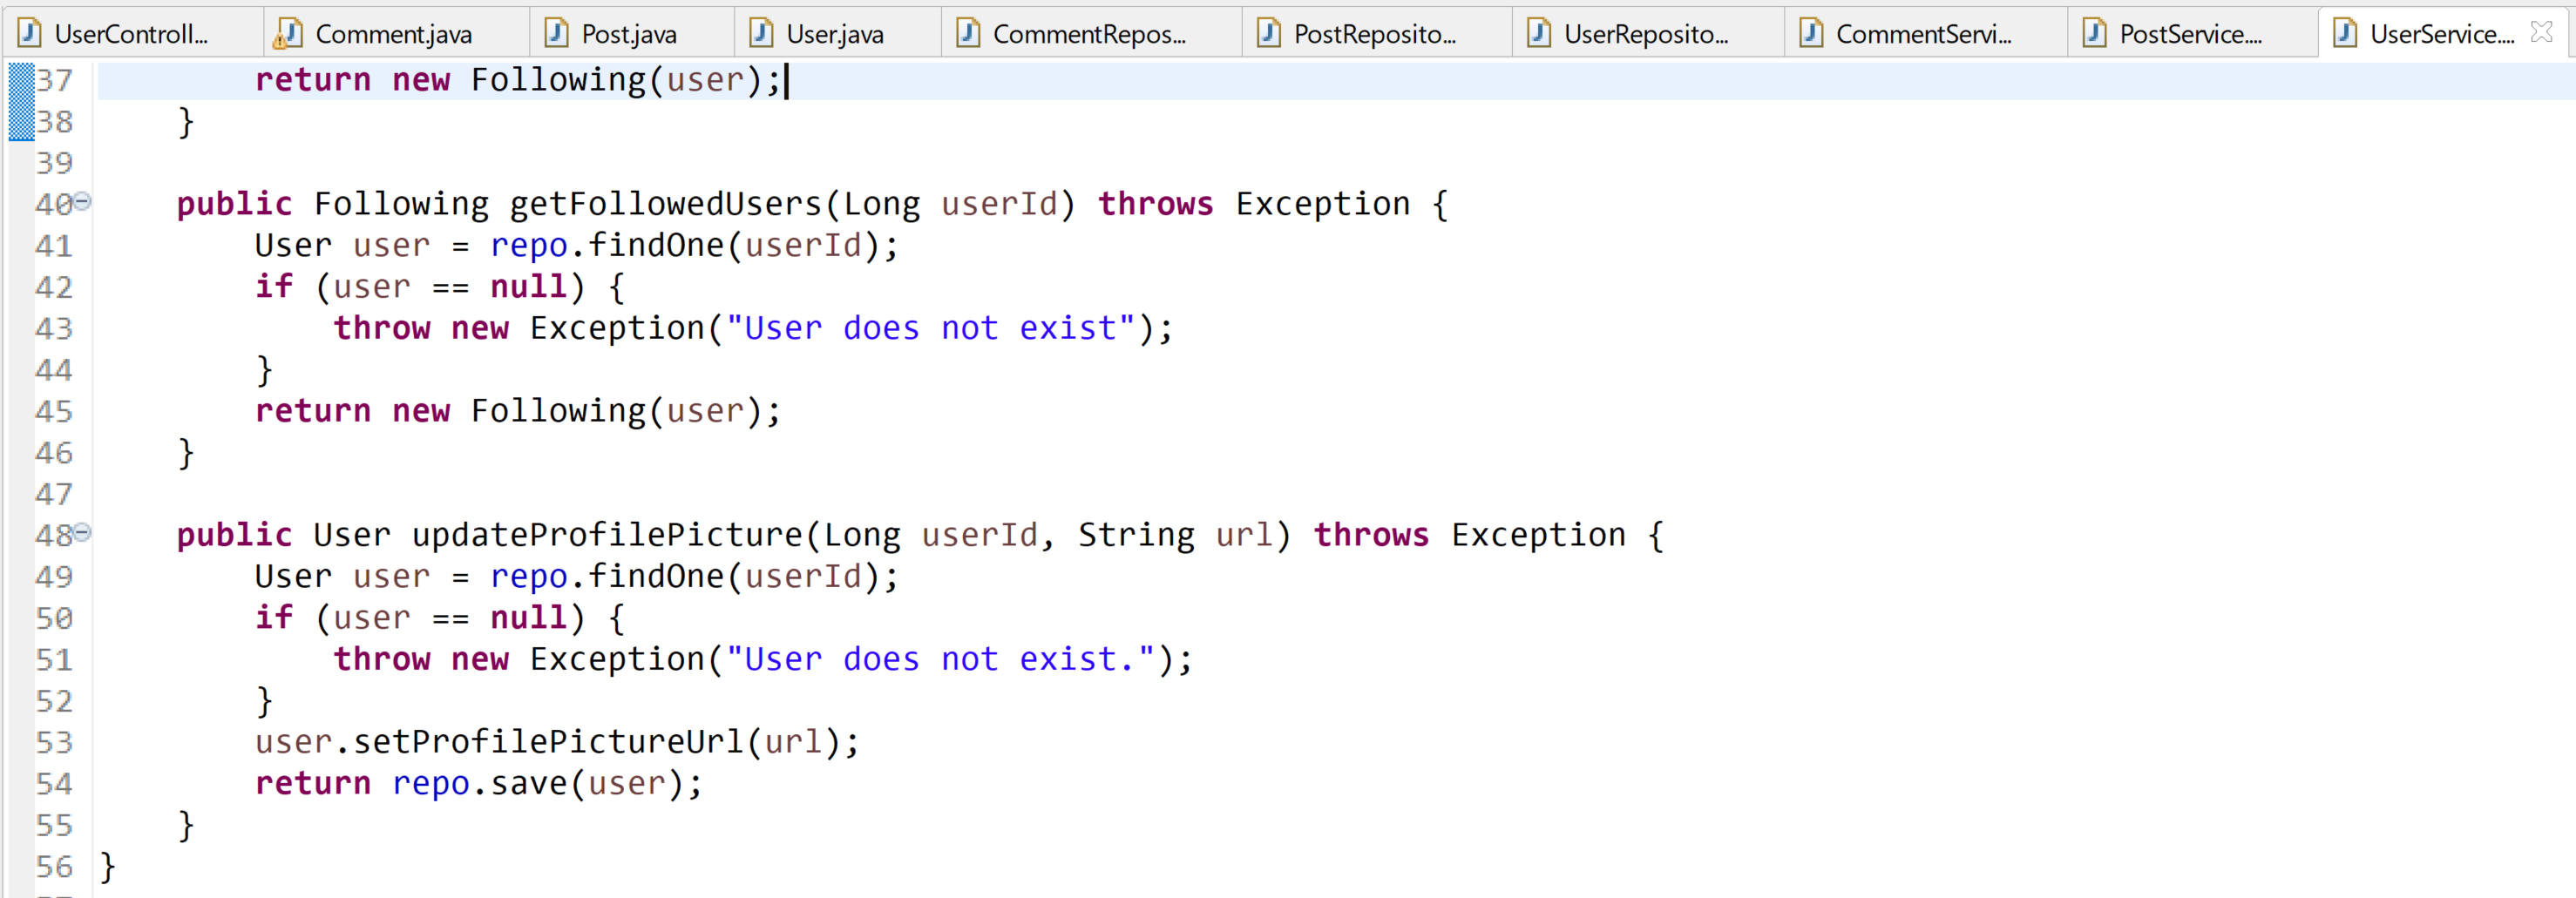 UserControll... Comment.java Post.java User.java CommentRepos... PostReposito... UserReposito... CommentServi... PostService.... UserService....
37 return new Following(user);
38 }
39
40 public Following getFollowedUsers(Long userId) throws Exception {
41 User user = repo.findOne(userId);
42 if (user == null) {
43 throw new Exception("User does not exist");
44 }
45 return new Following(user);
46 }
47
48 public User updateProfilePicture(Long userId, String url) throws Exception {
49 User user = repo.findOne(userId);
50 if (user == null) {
51 throw new Exception("User does not exist.");
52 }
53 user.setProfilePictureUrl(url);
54 return repo.save(user);
55 }
56 }